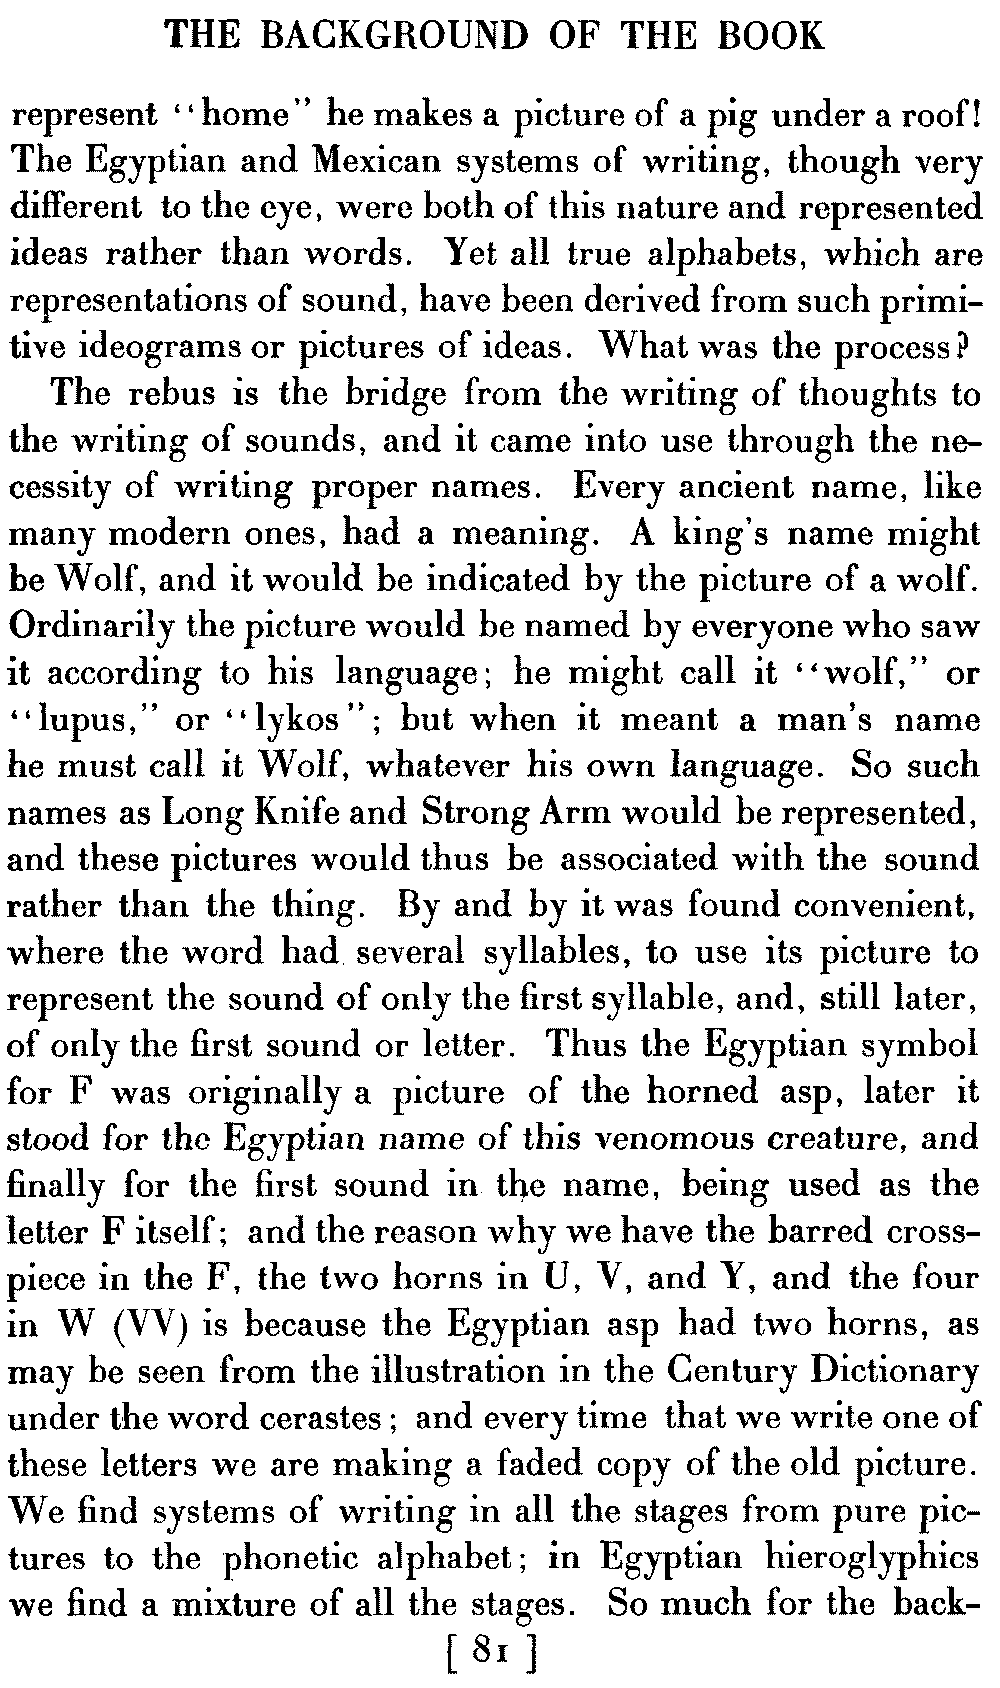 THE BACKGROUND OF THE BOOK
represent "home" he makes a picture of a pig under a roof!
The Egyptian and Mexican systems of writing, though very
different to the eye, were both of this nature and represented
ideas rather than words. Yet all true alphabets, which are
representations of sound, have been derived from such primi-
tive ideograms or pictures of ideas. What was the process?
The rebus is the bridge from the writing of thoughts to
the writing of sounds, and it came into use through the ne-
cessity of writing proper names. Every ancient name, like
many modern ones, had a meaning. A king's name might
be Wolf, and it would be indicated by the picture of a wolf.
Ordinarily the picture would be named by everyone who saw
it according to his language; he might call it "wolf," or
"lupus," or "lykos"; but when it meant a man's name
he must call it Wolf, whatever his own language. So such
names as Long Knife and Strong Arm would be represented,
and these pictures would thus be associated with the sound
rather than the thing. By and by it was found convenient,
where the word had several syllables, to use its picture to
represent the sound of only the first syllable, and, still later,
of only the first sound or letter. Thus the Egyptian symbol
for F was originally a picture of the horned asp, later it
stood for the Egyptian name of this venomous creature, and
finally for the first sound in the name, being used as the
letter F itself; and the reason why we have the barred cross-
piece in the F, the two horns in U, V, and Y, and the four
in W (VV) is because the Egyptian asp had two horns, as
may be seen from the illustration in the Century Dictionary
under the word cerastes; and every time that we write one of
these letters we are making a faded copy of the old picture.
We find systems of writing in all the stages from pure pic-
tures to the phonetic alphabet; in Egyptian hieroglyphics
we find a mixture of all the stages. So much for the back-
[ 81 ]